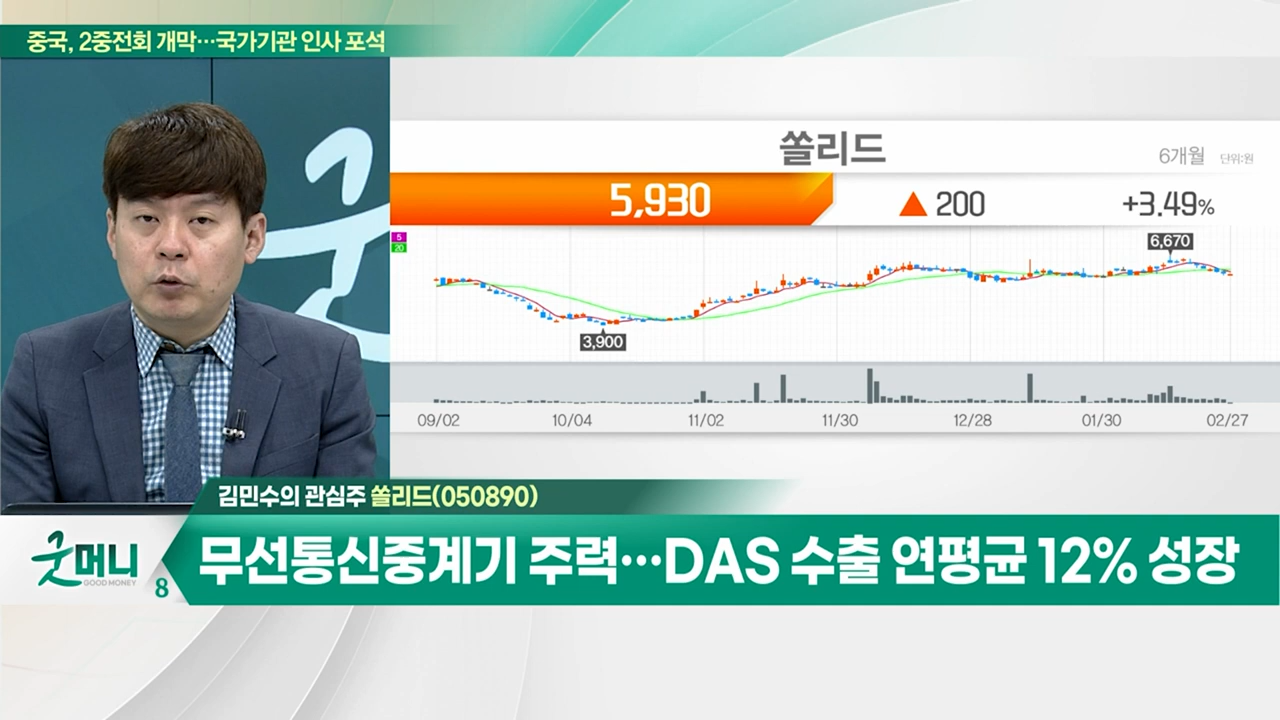 중국, 2중전회 개막…국가기관 인사 포석
쏠리드
6개월 단위:원
5,930 ▲ 200 +3.49%
5
20
6,670
3,900
09/02 10/04 11/02 11/30 12/28 01/30 02/27
김민수의 관심주 쏠리드(050890)
굿머니
GOOD MONEY
8
무선통신중계기 주력…DAS 수출 연평균 12% 성장